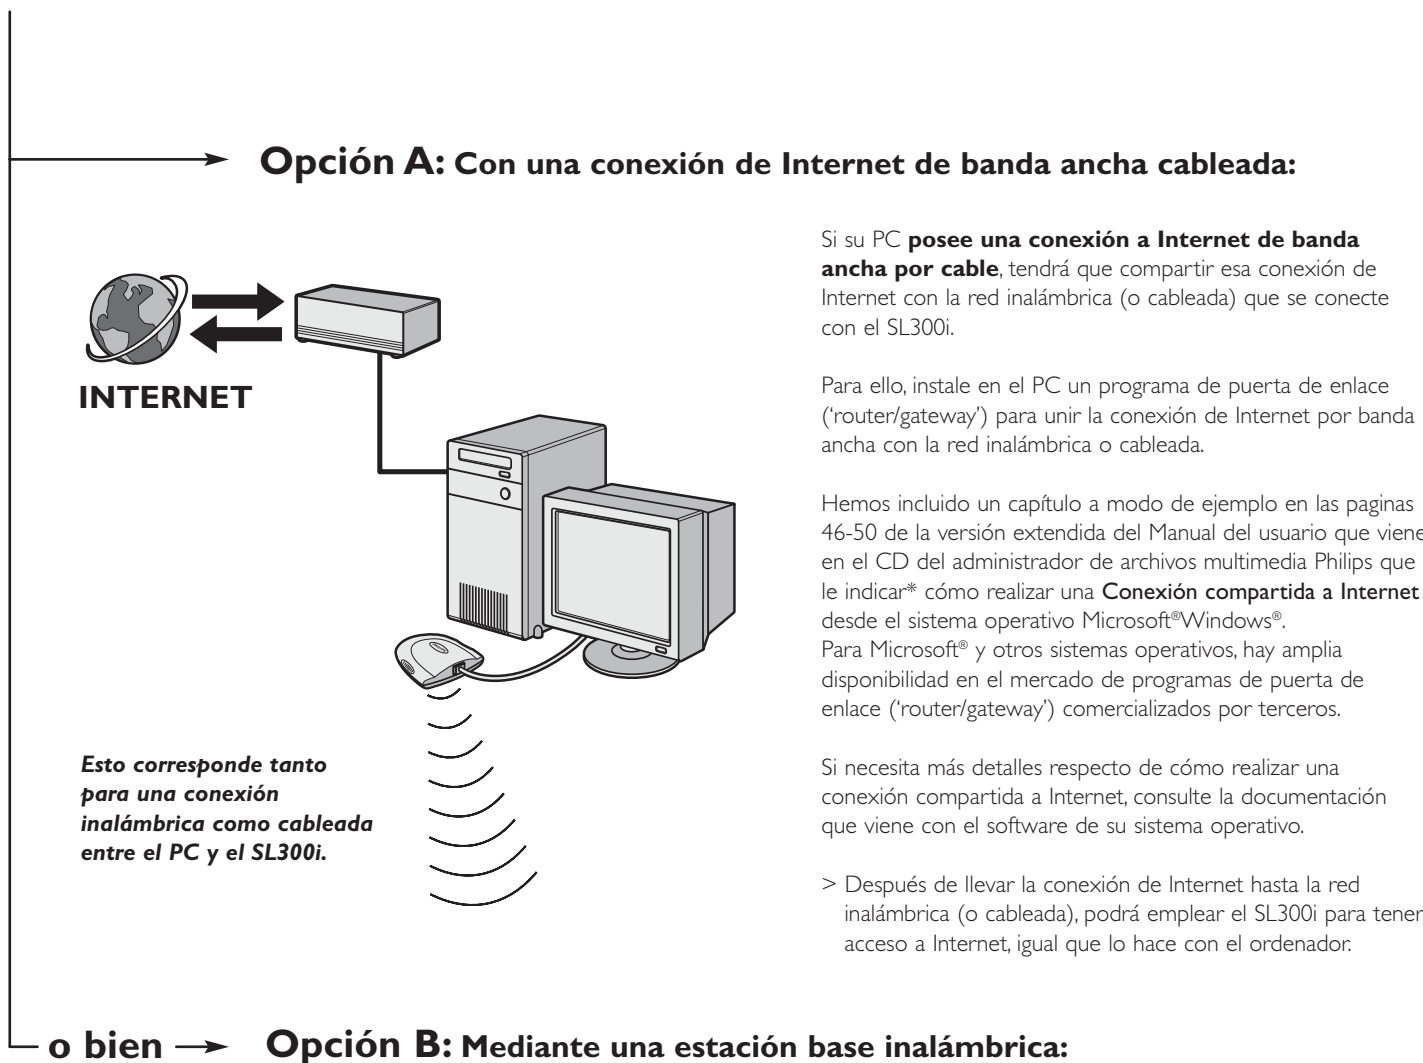 Opción A: Con una conexión de Internet de banda ancha cableada:
INTERNET
Esto corresponde tanto
para una conexión
inalámbrica como cableada
entre el PC y el SL300i.
Si su PC posee una conexión a Internet de banda
ancha por cable, tendrá que compartir esa conexión de
Internet con la red inalámbrica (o cableada) que se conecte
con el SL300i.
Para ello, instale en el PC un programa de puerta de enlace
(‘router/gateway’) para unir la conexión de Internet por banda
ancha con la red inalámbrica o cableada.
Hemos incluido un capítulo a modo de ejemplo en las paginas
46-50 de la versión extendida del Manual del usuario que viene
en el CD del administrador de archivos multimedia Philips que
le indicar* cómo realizar una Conexión compartida a Internet
desde el sistema operativo Microsoft®Windows®.
Para Microsoft® y otros sistemas operativos, hay amplia
disponibilidad en el mercado de programas de puerta de
enlace (‘router/gateway’) comercializados por terceros.
Si necesita más detalles respecto de cómo realizar una
conexión compartida a Internet, consulte la documentación
que viene con el software de su sistema operativo.
> Después de llevar la conexión de Internet hasta la red
inalámbrica (o cableada), podrá emplear el SL300i para tener
acceso a Internet, igual que lo hace con el ordenador.
o bien Opción B: Mediante una estación base inalámbrica: